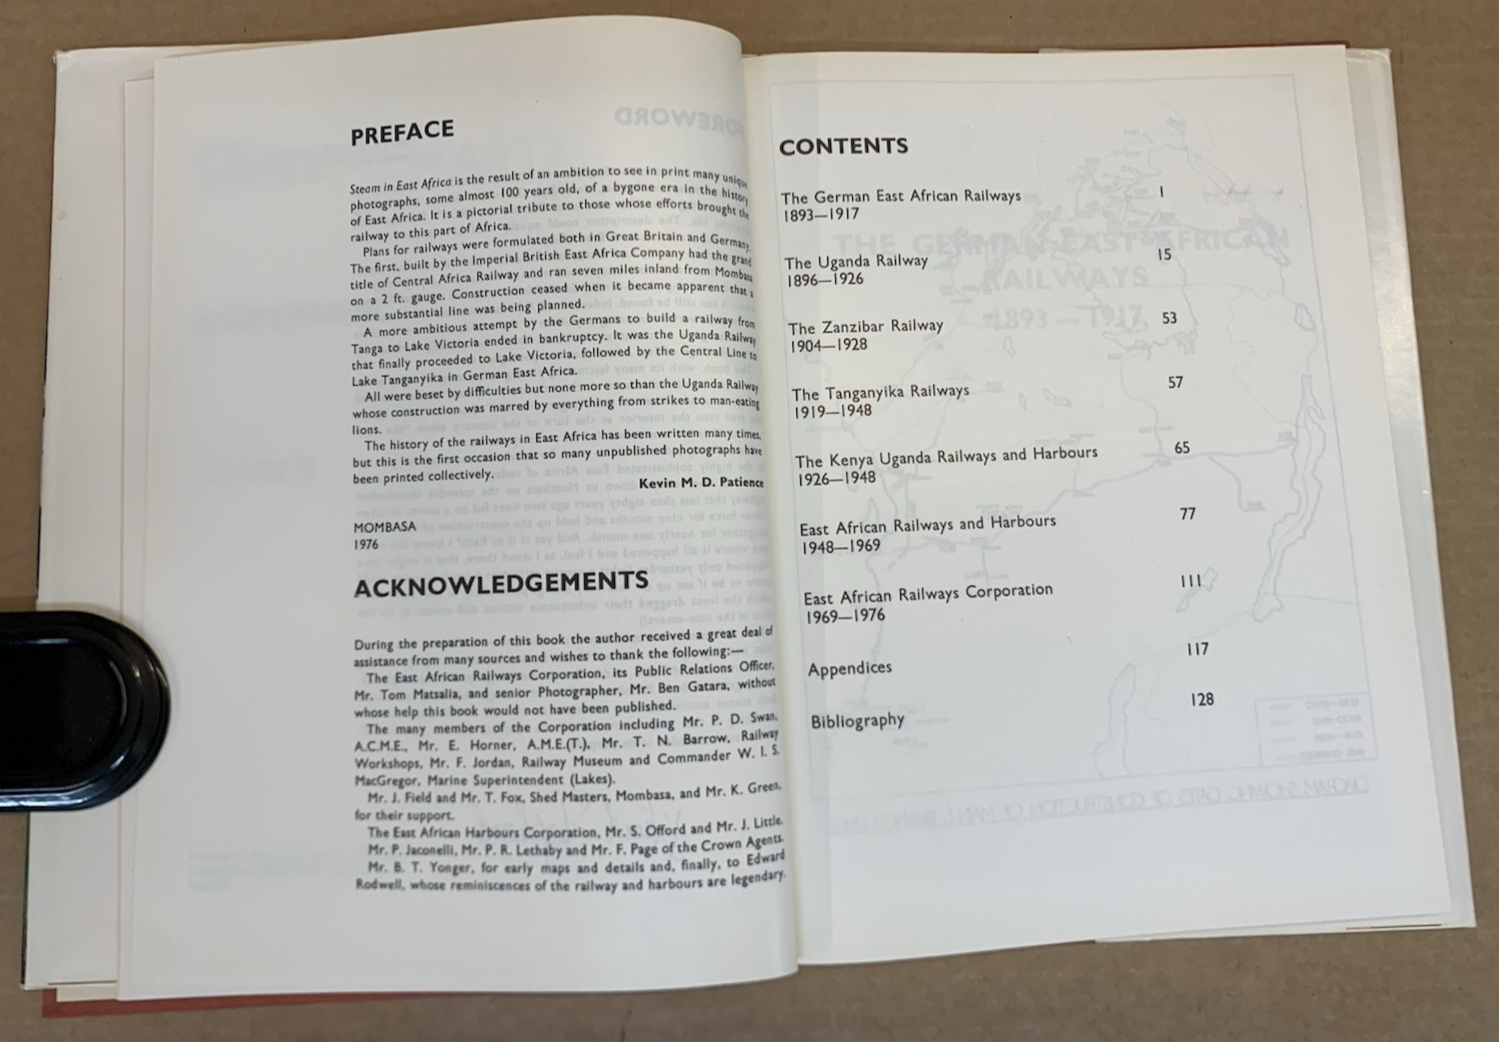 PREFACE
Steam in East Africa is the result of an ambition to see in print many unique
photographs, some almost 100 years old, of a bygone era in the history
of East Africa. It is a pictorial tribute to those whose efforts brought the
railway to this part of Africa.
Plans for railways were formulated both in Great Britain and Germany.
The first, built by the Imperial British East Africa Company had the grand
title of Central Africa Railway and ran seven miles inland from Mombasa
on a 2 ft. gauge. Construction ceased when it became apparent that a
more substantial line was being planned.
A more ambitious attempt by the Germans to build a railway from
Tanga to Lake Victoria ended in bankruptcy. It was the Uganda Railway
that finally proceeded to Lake Victoria, followed by the Central Line to
Lake Tanganyika in German East Africa.
All were beset by difficulties but none more so than the Uganda Railway
whose construction was marred by everything from strikes to man-eating
lions.
The history of the railways in East Africa has been written many times,
but this is the first occasion that so many unpublished photographs have
been printed collectively.
Kevin M. D. Patience
MOMBASA
1976
ACKNOWLEDGEMENTS
During the preparation of this book the author received a great deal of
assistance from many sources and wishes to thank the following:—
The East African Railways Corporation, its Public Relations Officer,
Mr. Tom Matsalia, and senior Photographer, Mr. Ben Gatara, without
whose help this book would not have been published.
The many members of the Corporation including Mr. P. D. Swan,
A.C.M.E., Mr. E. Horner, A.M.E.(T.), Mr. T. N. Barrow, Railway
Workshops, Mr. F. Jordan, Railway Museum and Commander W. I. S.
MacGregor, Marine Superintendent (Lakes).
Mr. J. Field and Mr. T. Fox, Shed Masters, Mombasa, and Mr. K. Green,
for their support.
The East African Harbours Corporation, Mr. S. Offord and Mr. J. Little.
Mr. P. Jaconelli, Mr. P. R. Lethaby and Mr. F. Page of the Crown Agents.
Mr. B. T. Yonger, for early maps and details and, finally, to Edward
Rodwell, whose reminiscences of the railway and harbours are legendary.
CONTENTS
The German East African Railways 1
1893—1917
The Uganda Railway 15
1896—1926
The Zanzibar Railway 53
1904—1928
The Tanganyika Railways 57
1919—1948
The Kenya Uganda Railways and Harbours 65
1926—1948
East African Railways and Harbours 77
1948—1969
East African Railways Corporation 111
1969—1976
Appendices 117
Bibliography 128